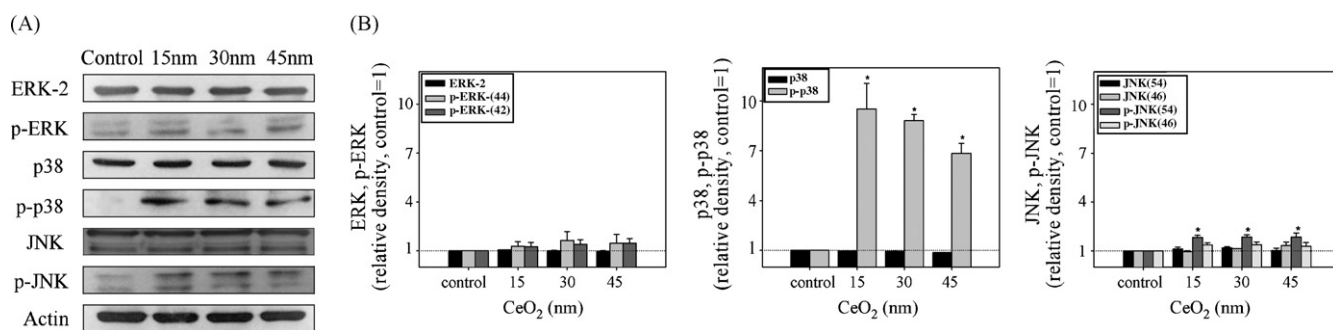 (A)
Control 15nm 30nm 45nm
ERK-2
p-ERK
p38
p-p38
JNK
p-JNK
Actin
(B)
ERK, p-ERK
(relative density, control=1)
10
7
4
1
ERK-2
p-ERK-(44)
p-ERK-(42)
control 15 30 45
CeO₂ (nm)
p38, p-p38
(relative density, control=1)
10
7
4
1
p38
p-p38
*
*
*
control 15 30 45
CeO₂ (nm)
JNK, p-JNK
(relative density, control=1)
10
7
4
1
JNK(54)
JNK(46)
p-JNK(54)
p-JNK(46)
* * *
control 15 30 45
CeO₂ (nm)